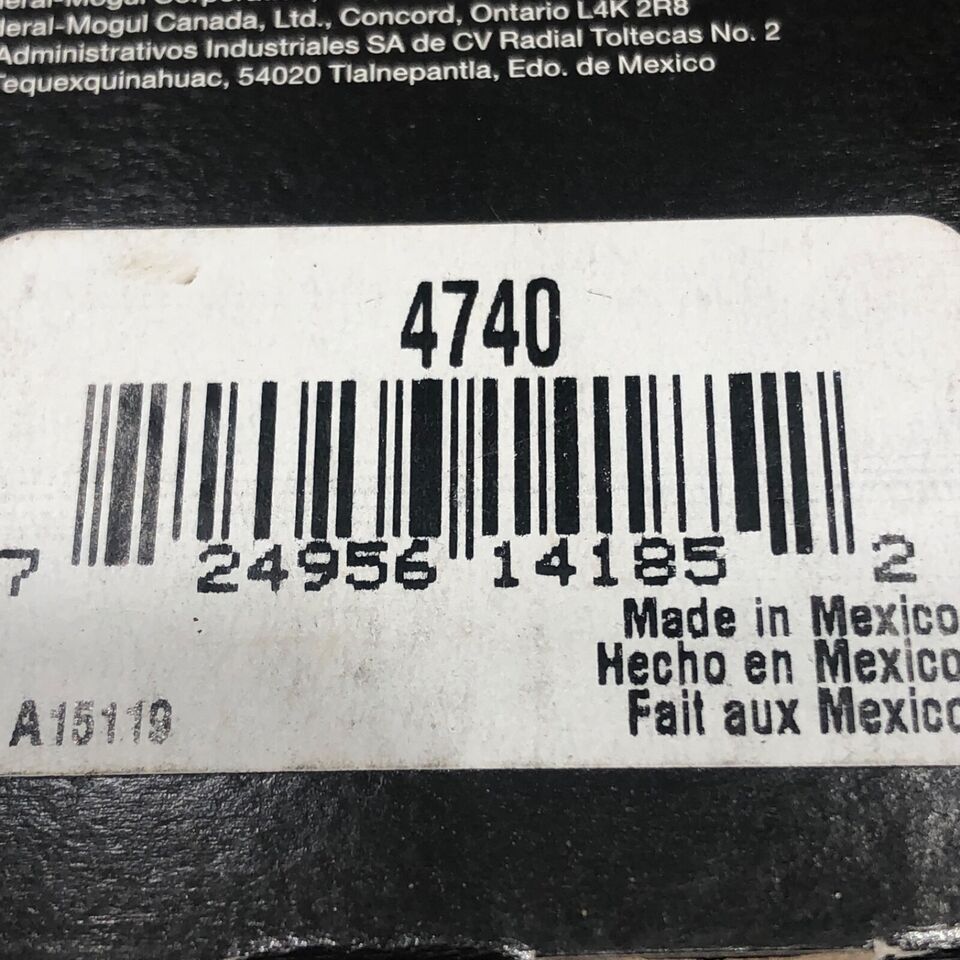 deral-Mogul Canada, Ltd., Concord, Ontario L4K 2R8
Administrativos Industriales SA de CV Radial Toltecas No. 2
Tequexquinahuac, 54020 Tlalnepantla, Edo. de Mexico
4740
7 24956 14185 2
Made in Mexico
Hecho en Mexico
Fait aux Mexico
A15119